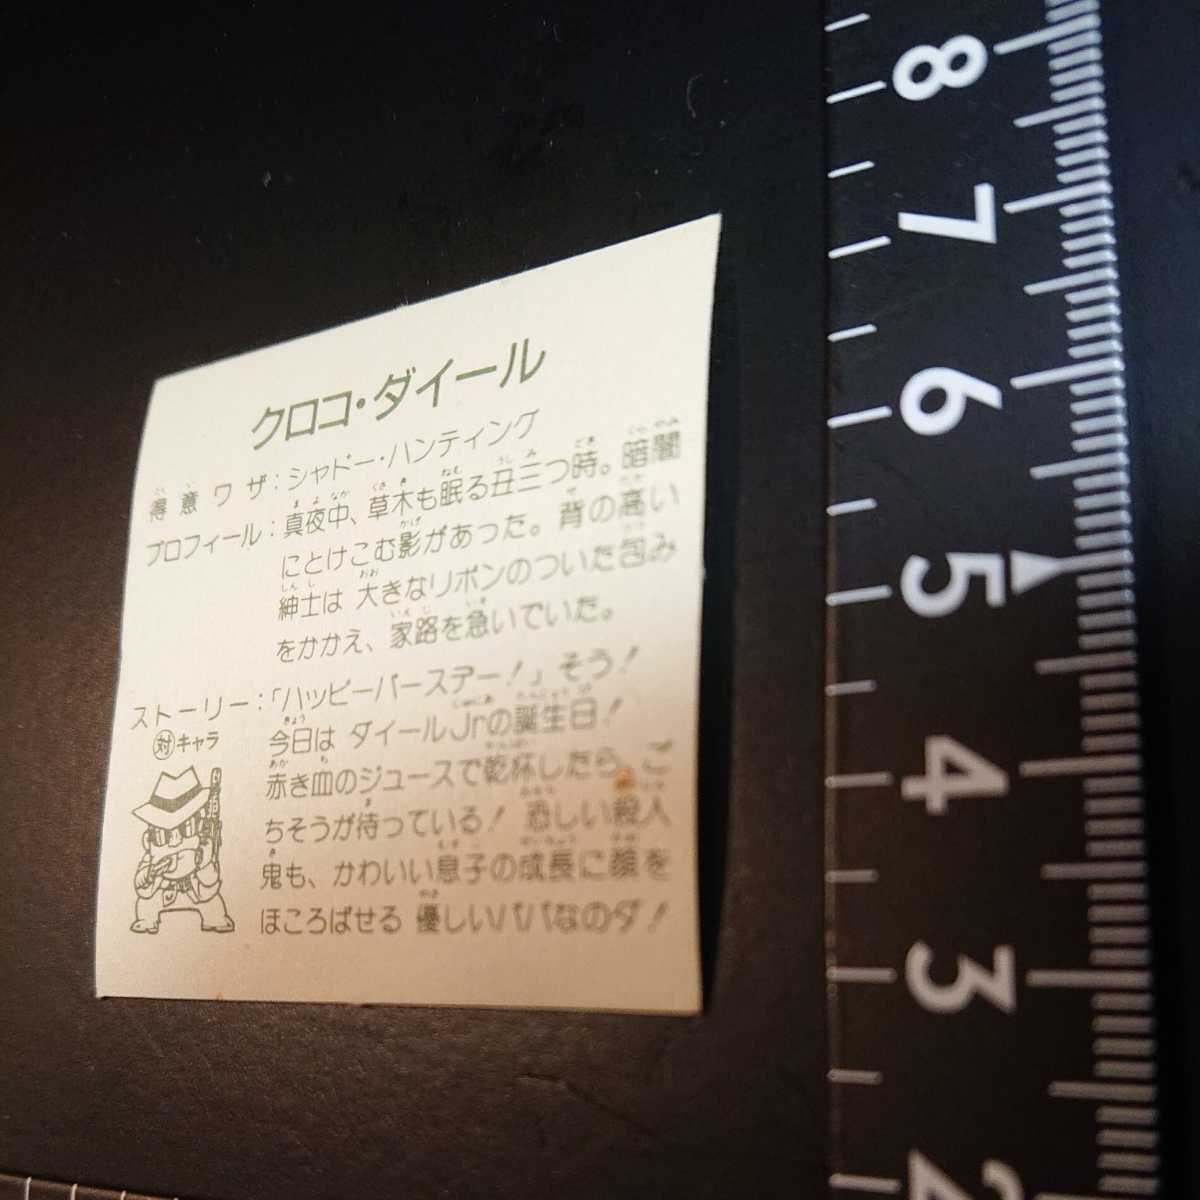 クロコ・ダイール
得意ワザ:シャドー・ハンティング
プロフィール:真夜中、草木も眠る丑三つ時。暗闇
にとけこむ影があった。背の高い
紳士は 大きなリボンのついた包み
をかかえ、家路を急いでいた。
ストーリー:「ハッピーバースデー!」そう!
今日は ダイールJrの誕生日!
赤き血のジュースで乾杯したら、ご
ちそうが待っている! 恐しい殺人
鬼も、かわいい息子の成長に顔を
ほころばせる 優しいパパなのダ!
対キャラ
8
7
6
5
4
3
2